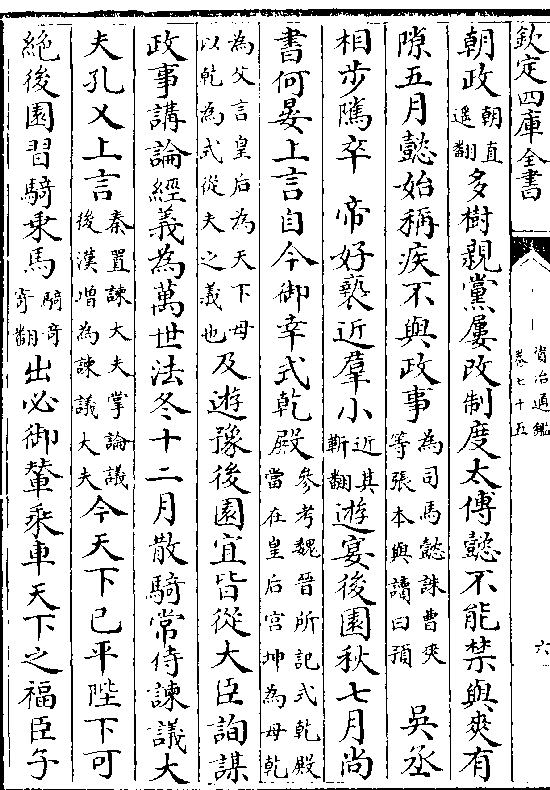 欽定四庫全書
資治通鑑
卷七十五
六
朝政朝直遥翻多樹親黨屢改制度太傅懿不能禁與爽有
隙五月懿始稱疾不與政事為司馬懿誅曹爽等張本與讀曰預 吳丞
相步隲卒 帝好䙝近羣小近其靳翻遊宴後園秋七月尚
書何晏上言自今御幸式乾殿參考魏晉所記式乾殿當在皇后宫坤為母乾
為父言皇后為天下母以乾為式從夫之義也及遊豫後園宜皆從大臣詢謀
政事講論經義為萬世法冬十二月散騎常侍諫議大
夫孔乂上言秦置諫大夫掌論議後漢增為諫議大夫今天下已平陛下可
絶後園習騎乘馬騎奇寄翻出必御輦乘車天下之福臣子